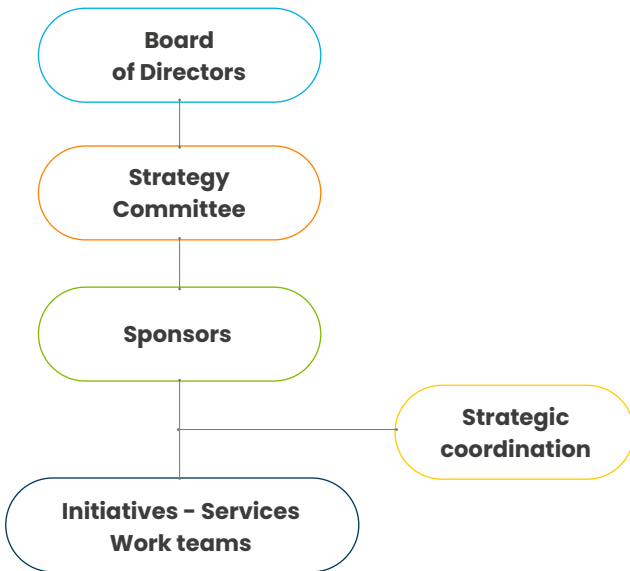 Board
of Directors
Strategy
Committee
Sponsors
Strategic
coordination
Initiatives - Services
Work teams